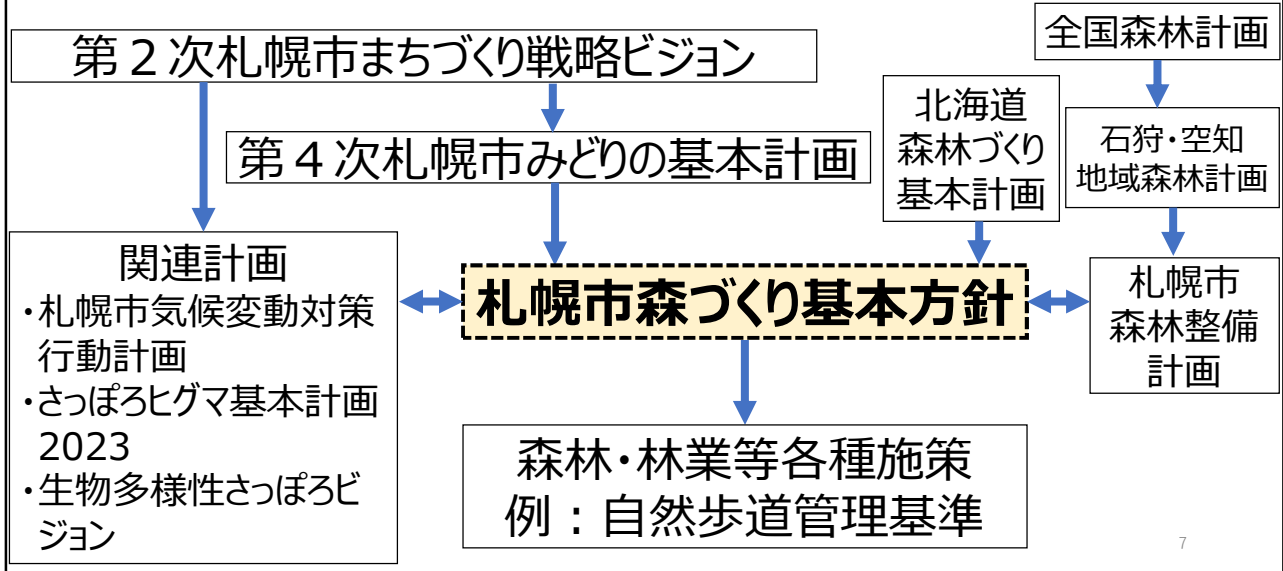 第２次札幌市まちづくり戦略ビジョン
全国森林計画
第４次札幌市みどりの基本計画
北海道
森林づくり
基本計画
石狩・空知
地域森林計画
関連計画
・札幌市気候変動対策
行動計画
・さっぽろヒグマ基本計画
2023
・生物多様性さっぽろビ
ジョン
札幌市森づくり基本方針
札幌市
森林整備
計画
森林・林業等各種施策
例：自然歩道管理基準
7